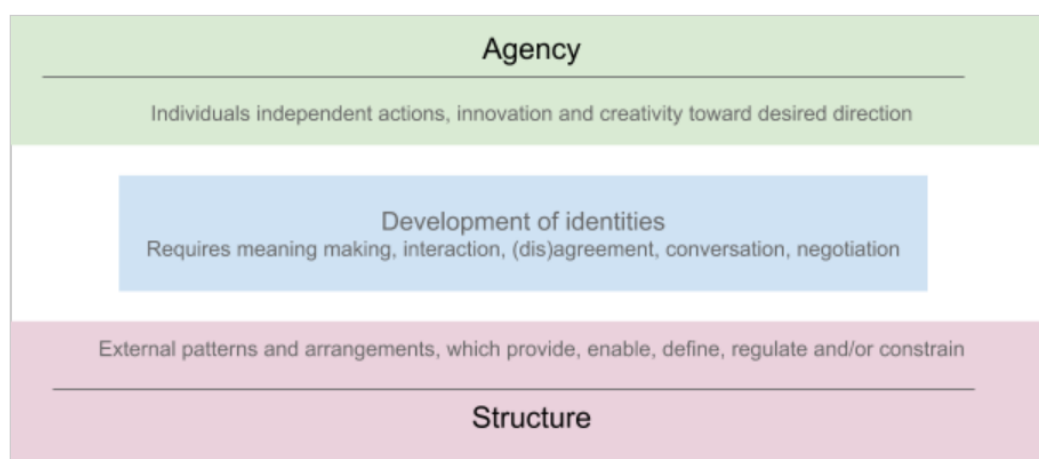 Agency
Individuals independent actions, innovation and creativity toward desired direction
Development of identities
Requires meaning making, interaction, (dis)agreement, conversation, negotiation
External patterns and arrangements, which provide, enable, define, regulate and/or constrain
Structure